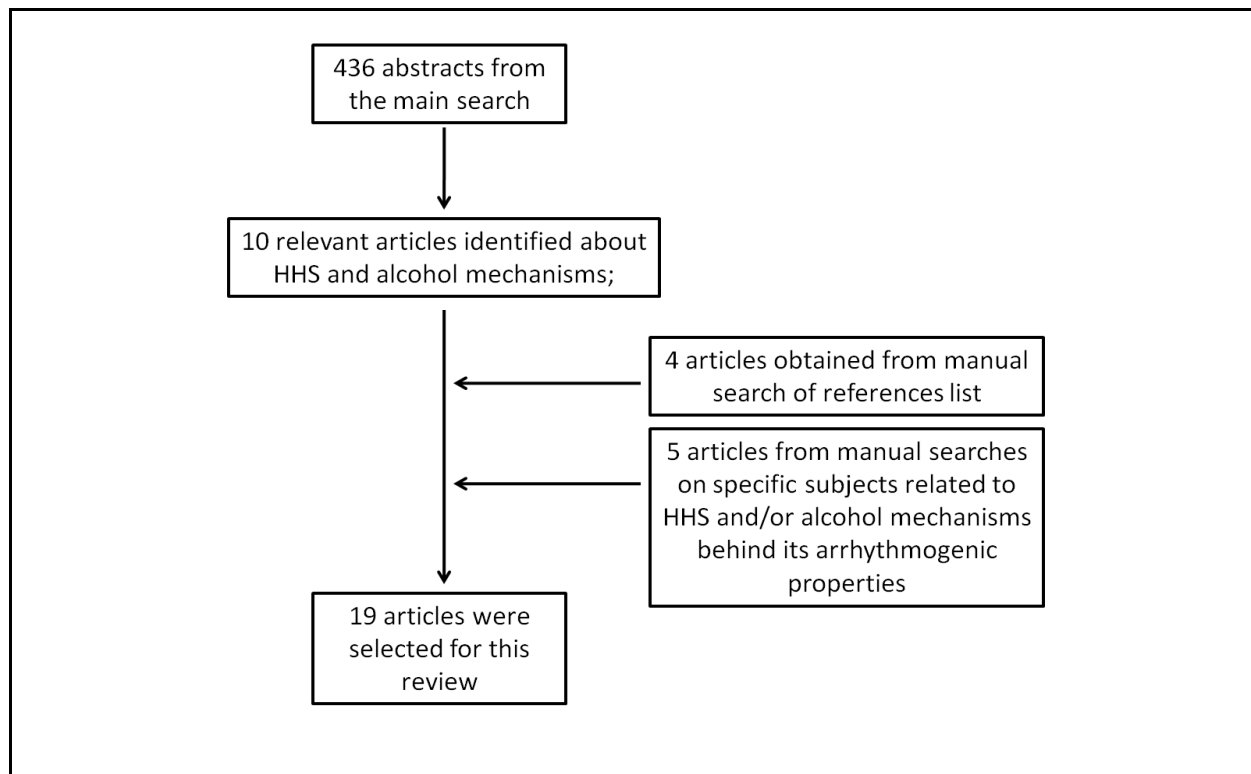 436 abstracts from
the main search
10 relevant articles identified about
HHS and alcohol mechanisms;
4 articles obtained from manual
search of references list
5 articles from manual searches
on specific subjects related to
HHS and/or alcohol mechanisms
behind its arrhythmogenic
properties
19 articles were
selected for this
review